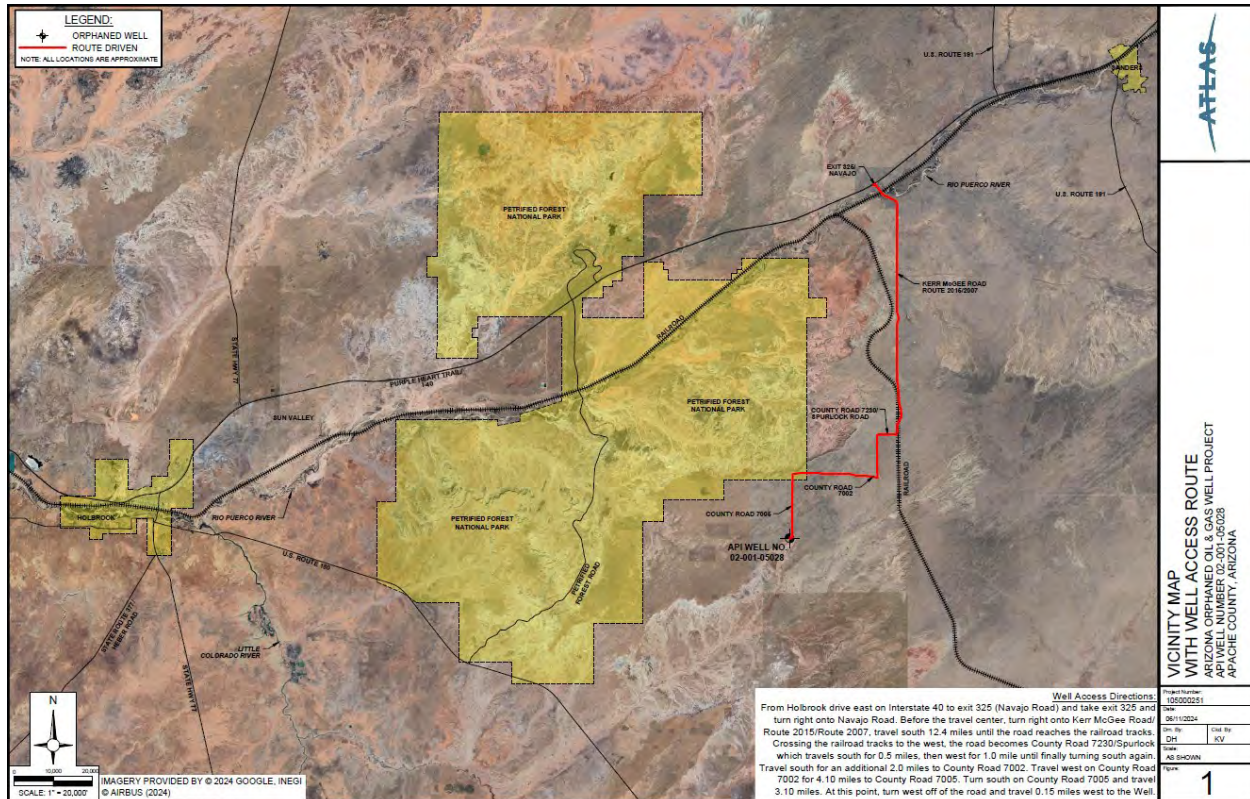 LEGEND:
ORPHANED WELL
ROUTE DRIVEN
NOTE: ALL LOCATIONS ARE APPROXIMATE
U.S. ROUTE 191
SANDERS
EXIT 325/
NAVAJO
RIO PUERCO RIVER
U.S. ROUTE 191
PETRIFIED FOREST
NATIONAL PARK
KERR McGEE ROAD
ROUTE 2015/2007
STATE HWY 77
RAILROAD
PURPLE HEART TRAIL/
I-40
SUN VALLEY
PETRIFIED FOREST
NATIONAL PARK
COUNTY ROAD 7230/
SPURLOCK ROAD
RAILROAD
COUNTY ROAD
7002
HOLBROOK
RIO PUERCO RIVER
PETRIFIED FOREST
NATIONAL PARK
COUNTY ROAD 7005
API WELL NO.
02-001-05028
U.S. ROUTE 180
PETRIFIED
FOREST ROAD
STATE ROUTE 377/
HEBER ROAD
LITTLE
COLORADO RIVER
STATE HWY 77
N
0 10,000 20,000
SCALE: 1" = 20,000'
IMAGERY PROVIDED BY © 2024 GOOGLE, INEGI
© AIRBUS (2024)
Well Access Directions:
From Holbrook drive east on Interstate 40 to exit 325 (Navajo Road) and take exit 325 and
turn right onto Navajo Road. Before the travel center, turn right onto Kerr McGee Road/
Route 2015/Route 2007, travel south 12.4 miles until the road reaches the railroad tracks.
Crossing the railroad tracks to the west, the road becomes County Road 7230/Spurlock
which travels south for 0.5 miles, then west for 1.0 mile until finally turning south again.
Travel south for an additional 2.0 miles to County Road 7002. Travel west on County Road
7002 for 4.10 miles to County Road 7005. Turn south on County Road 7005 and travel
3.10 miles. At this point, turn west off of the road and travel 0.15 miles west to the Well.
ATLAS
VICINITY MAP
WITH WELL ACCESS ROUTE
ARIZONA ORPHANED OIL & GAS WELL PROJECT
API WELL NUMBER 02-001-05028
APACHE COUNTY, ARIZONA
Project Number:
105000251
Date:
06/11/2024
Drn. By:
DH
Ckd. By:
KV
Scale:
AS SHOWN
Figure:
1